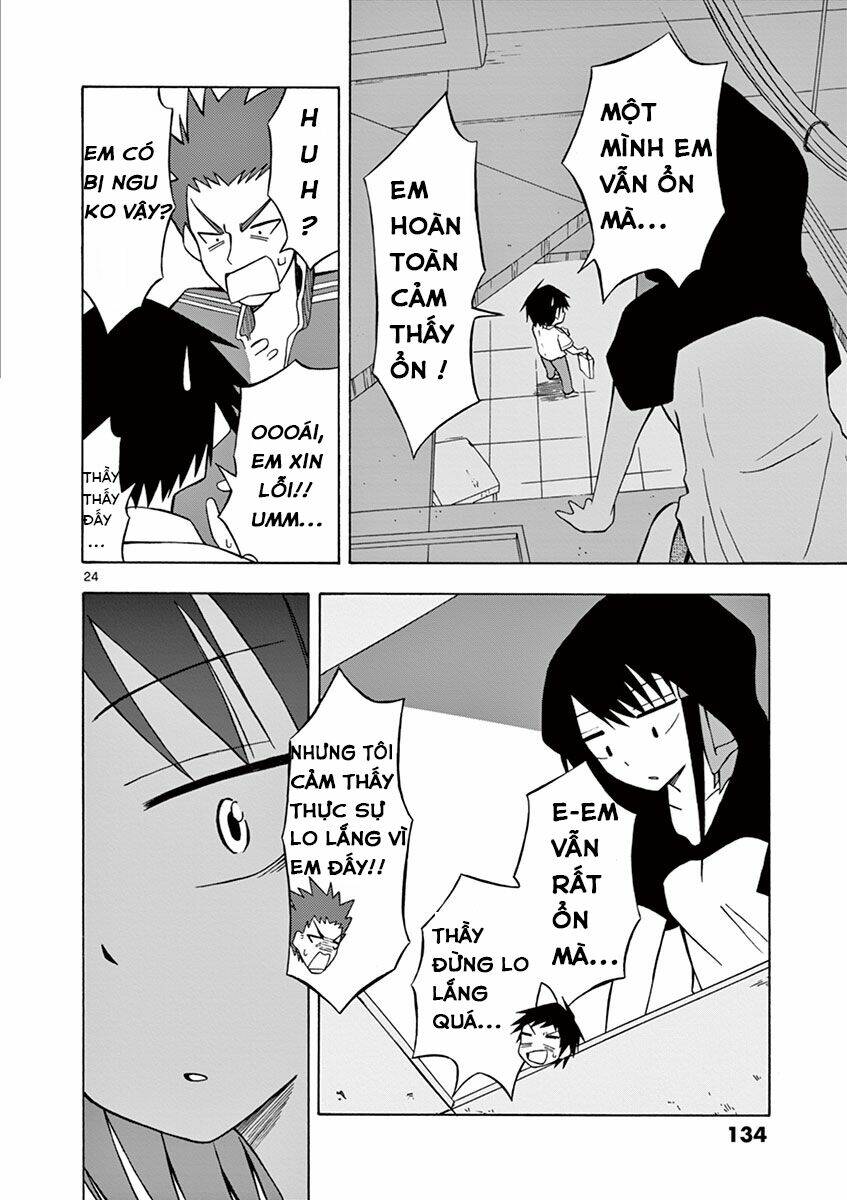 MỘT
MÌNH EM
VẪN ỔN
MÀ...
EM
HOÀN
TOÀN
CẢM
THẤY
ỔN !
HUH?
EM CÓ
BỊ NGU
KO VẬY?
OOOÁI,
EM XIN
LỖI!!
UMM...
THẦY
THẤY
ĐẤY
...
24
E-EM
VẪN
RẤT
ỔN
MÀ...
THẦY
ĐỪNG LO
LẮNG
QUÁ...
NHƯNG TÔI
CẢM THẤY
THỰC SỰ
LO LẮNG VÌ
EM ĐẤY!!
134